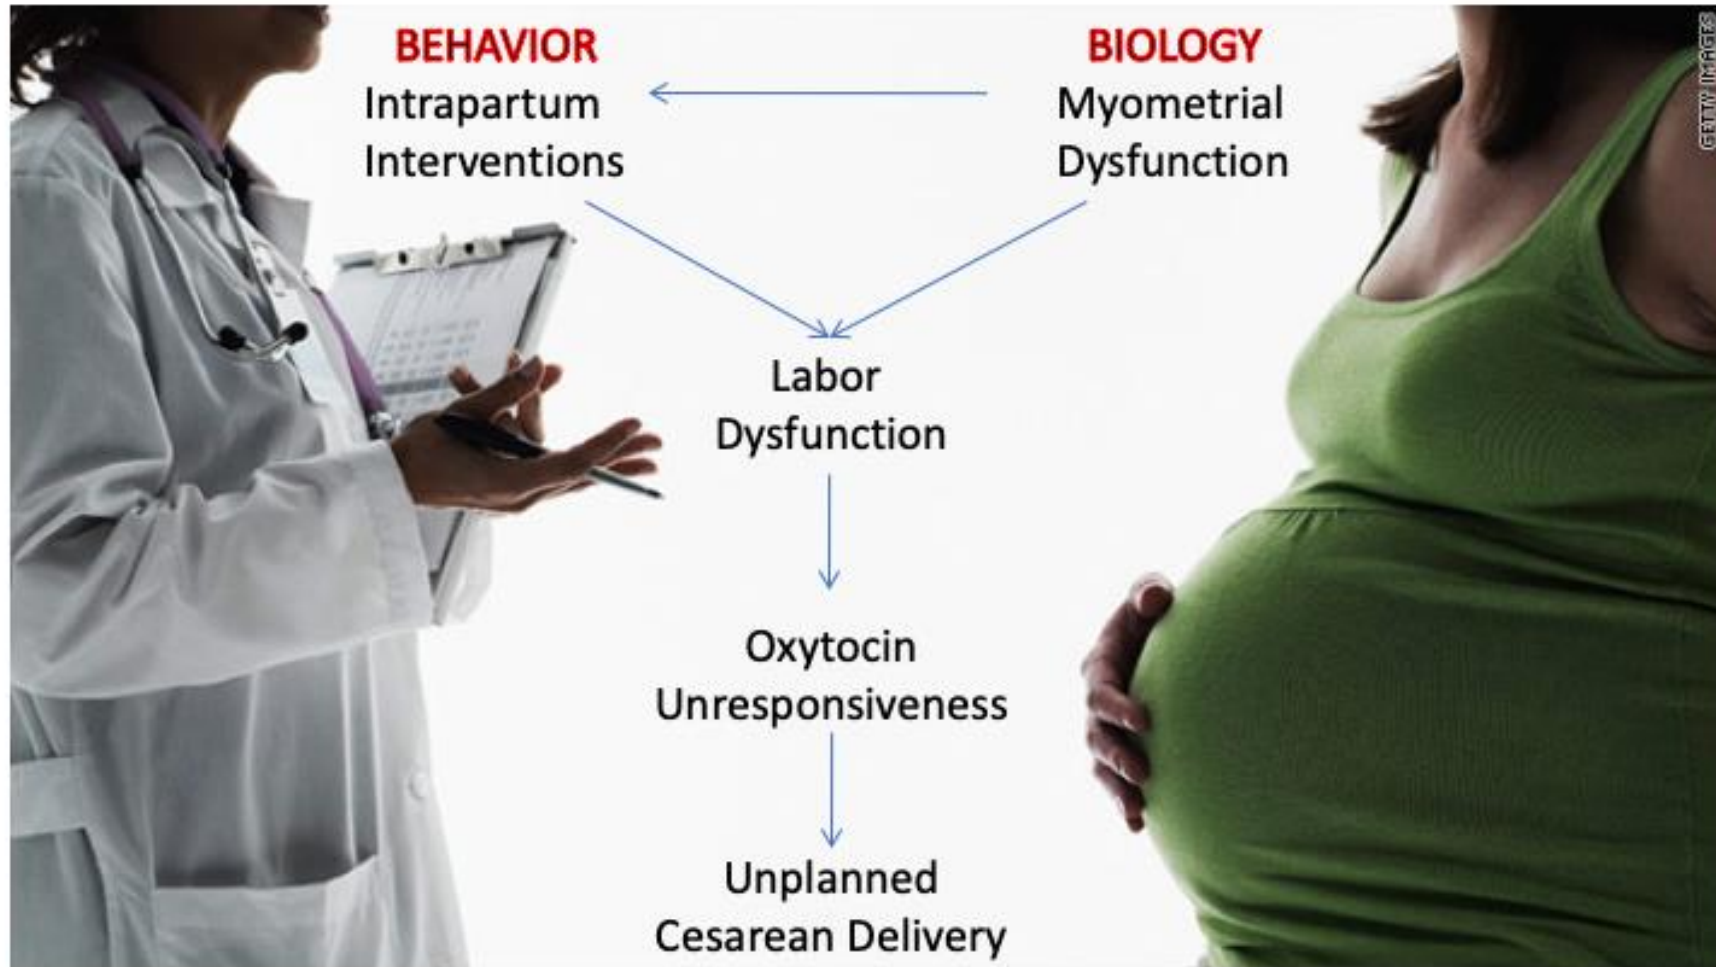 BEHAVIOR
Intrapartum
Interventions
BIOLOGY
Myometrial
Dysfunction
Labor
Dysfunction
Oxytocin
Unresponsiveness
Unplanned
Cesarean Delivery
GETTY IMAGES